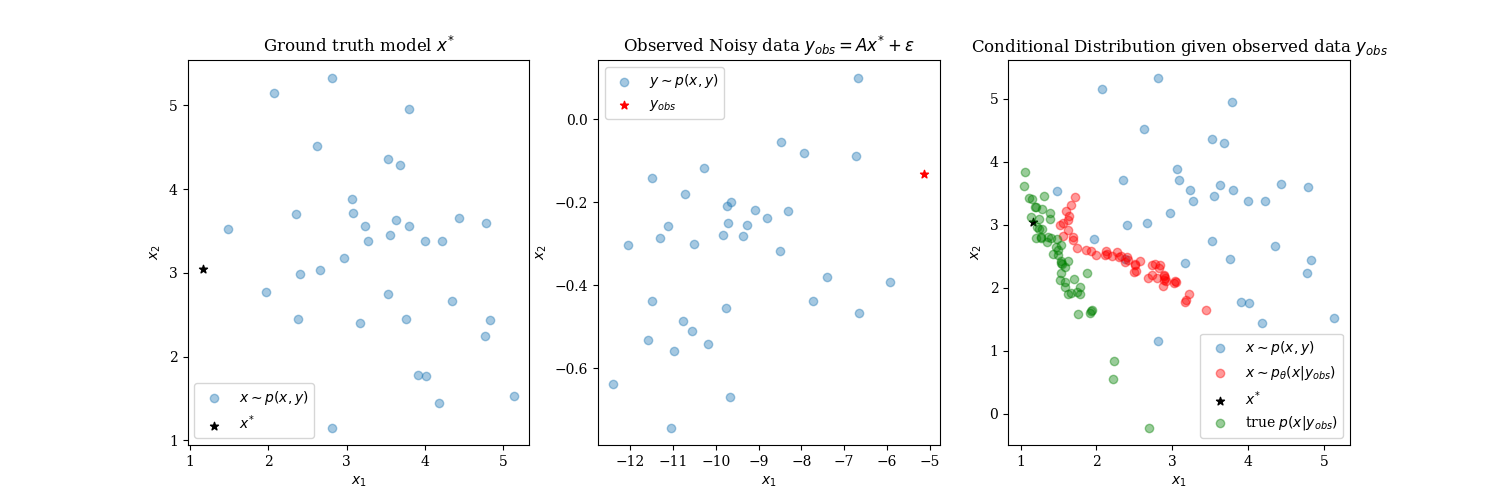 Ground truth model x*
5
4
3
2
1
x₂
1
2
3
4
5
x₁
x ∼ p(x, y)
x*
Observed Noisy data y_obs = Ax* + ε
y ∼ p(x, y)
y_obs
0.0
−0.2
−0.4
−0.6
x₂
−12
−11
−10
−9
−8
−7
−6
−5
x₁
Conditional Distribution given observed data y_obs
5
4
3
2
1
0
x₂
1
2
3
4
5
x₁
x ∼ p(x, y)
x ∼ p_θ(x|y_obs)
x*
true p(x|y_obs)